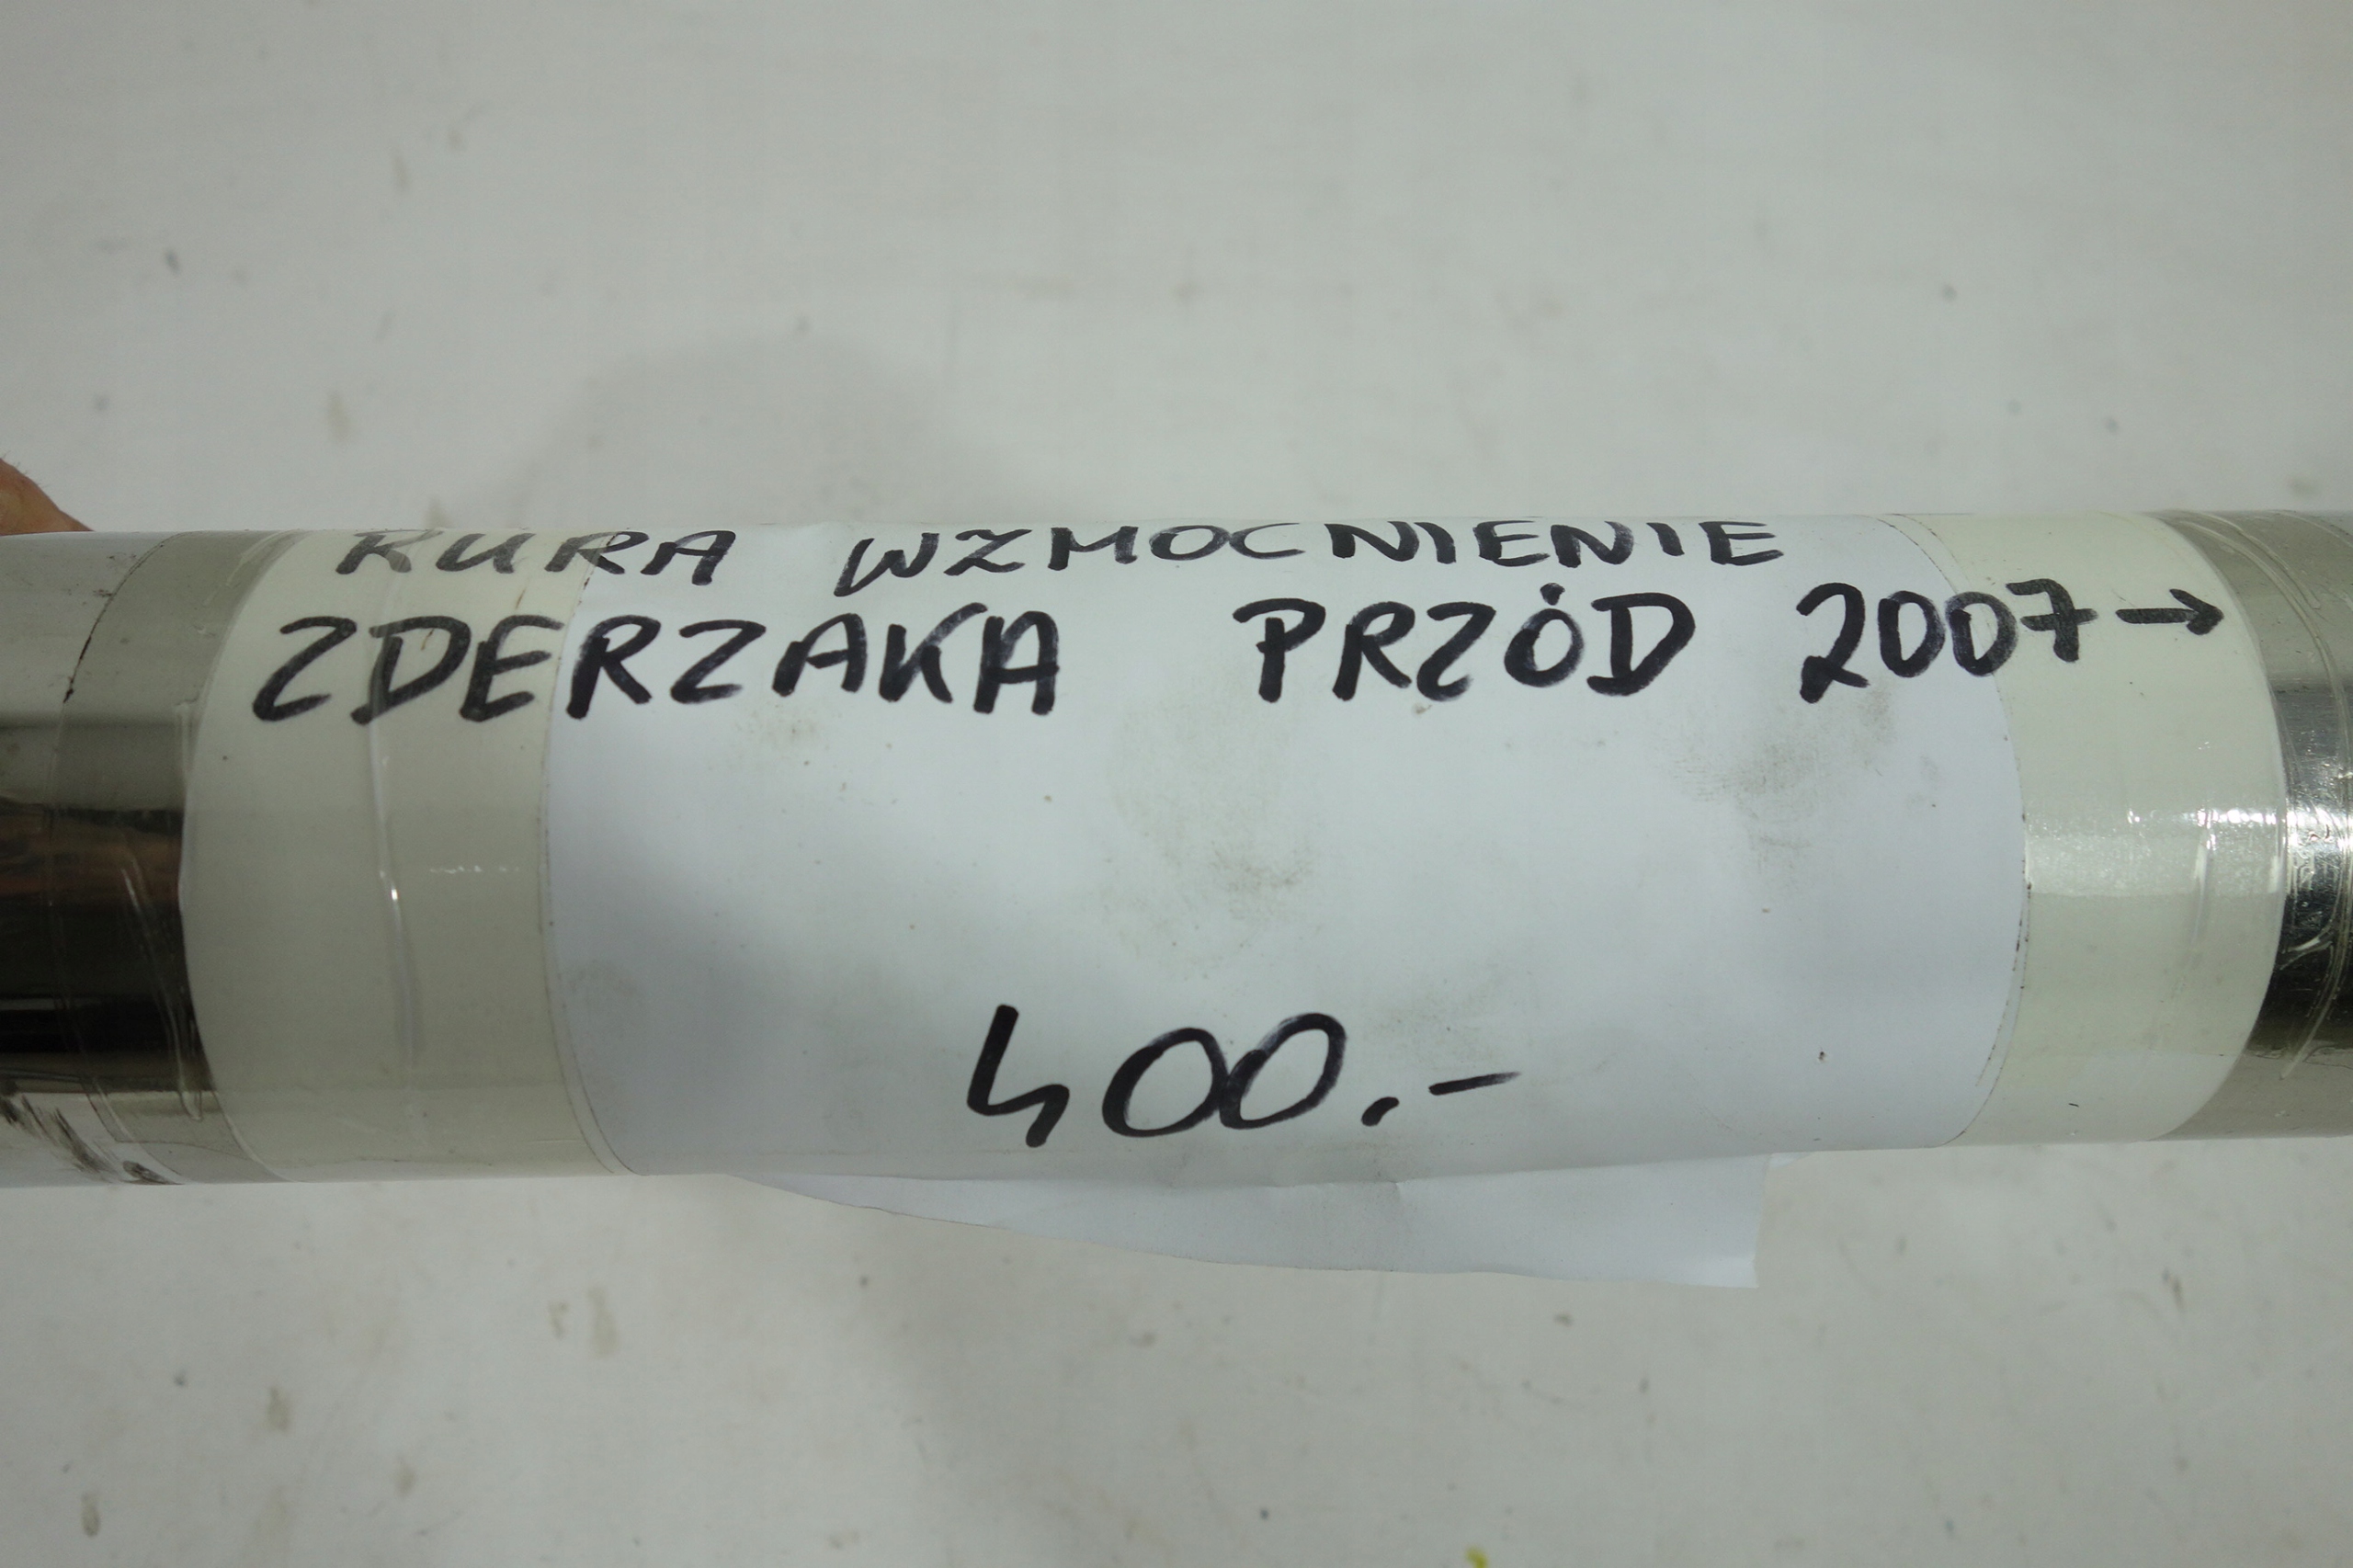 RURA WZMOCNIENIE
ZDERZAKA PRZÓD 2007→
400.-